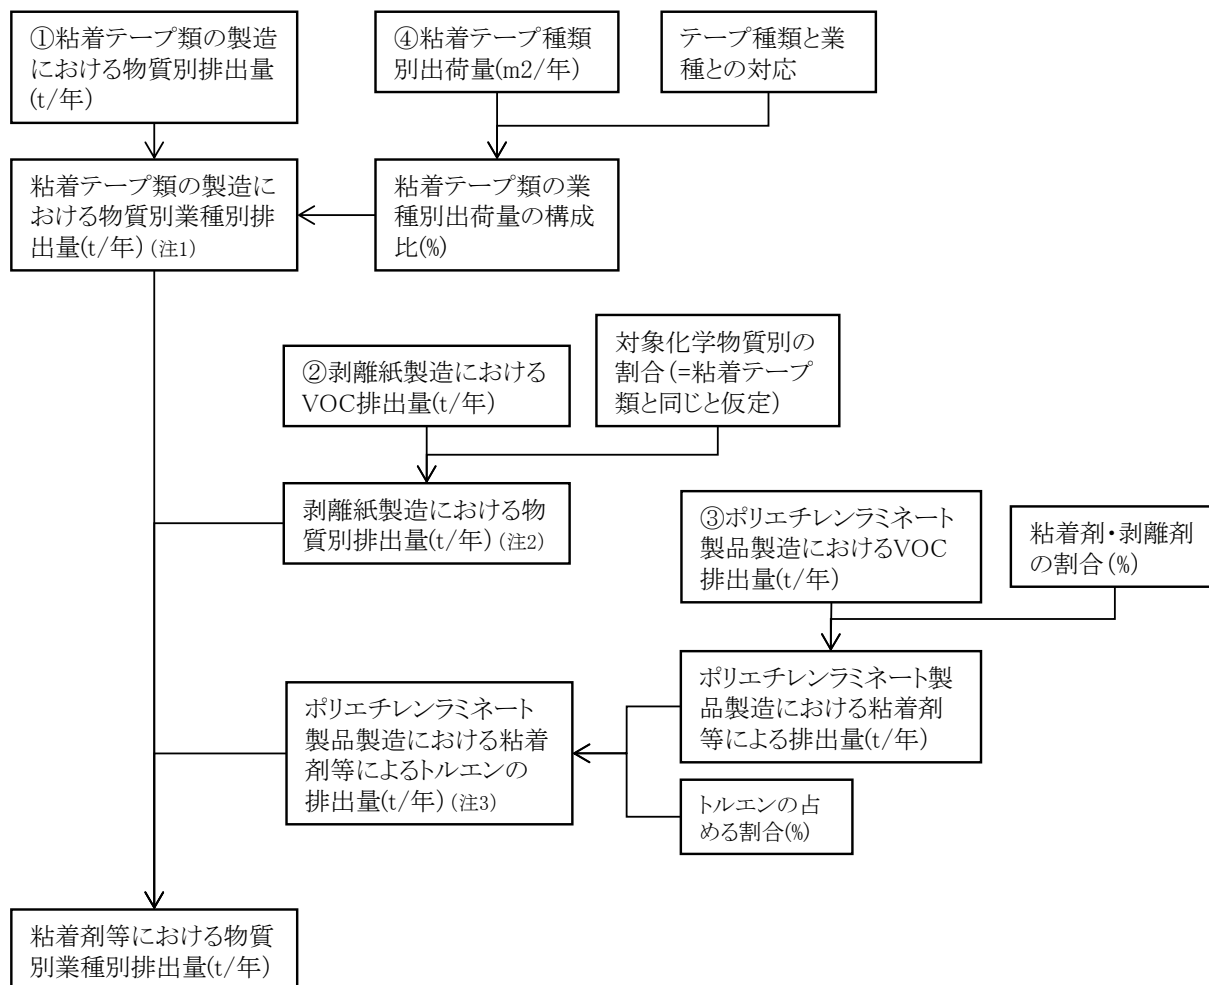 ①粘着テープ類の製造
における物質別排出量
(t/年)
④粘着テープ種類
別出荷量(m2/年)
テープ種類と業
種との対応
粘着テープ類の製造に
おける物質別業種別排
出量(t/年)(注1)
粘着テープ類の業
種別出荷量の構成
比(%)
②剥離紙製造における
VOC排出量(t/年)
対象化学物質別の
割合(=粘着テープ
類と同じと仮定)
剥離紙製造における物
質別排出量(t/年)(注2)
③ポリエチレンラミネート
製品製造におけるVOC
排出量(t/年)
粘着剤・剥離剤
の割合(%)
ポリエチレンラミネート
製品製造における粘着
剤等によるトルエンの
排出量(t/年)(注3)
ポリエチレンラミネート製
品製造における粘着剤
等による排出量(t/年)
トルエンの占
める割合(%)
粘着剤等における物質
別業種別排出量(t/年)